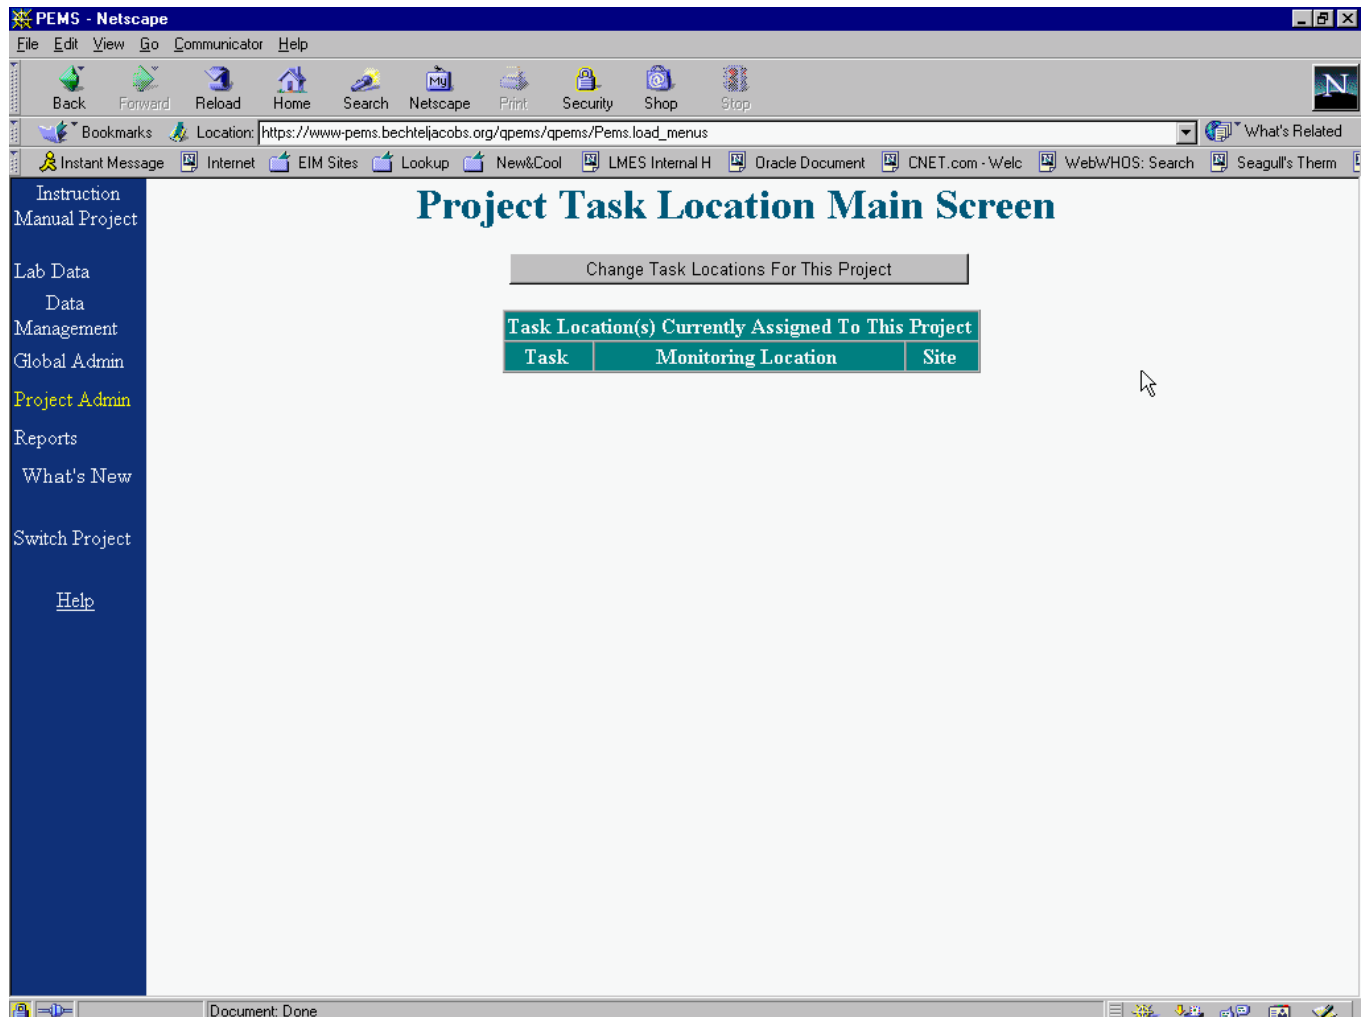 PEMS - Netscape
File Edit View Go Communicator Help
Back Forward Reload Home Search Netscape Print Security Shop Stop
My
N
Bookmarks Location: https://www-pems.bechteljacobs.org/qpems/qpems/Pems.load_menus What's Related
Instant Message Internet EIM Sites Lookup New&Cool LMES Internal H Oracle Document CNET.com - Welc WebWHOS: Search Seagull's Therm
Instruction
Manual Project
Lab Data
Data
Management
Global Admin
Project Admin
Reports
What's New
Switch Project
Help
Project Task Location Main Screen
Change Task Locations For This Project
Task Location(s) Currently Assigned To This Project
Task Monitoring Location Site
Document: Done